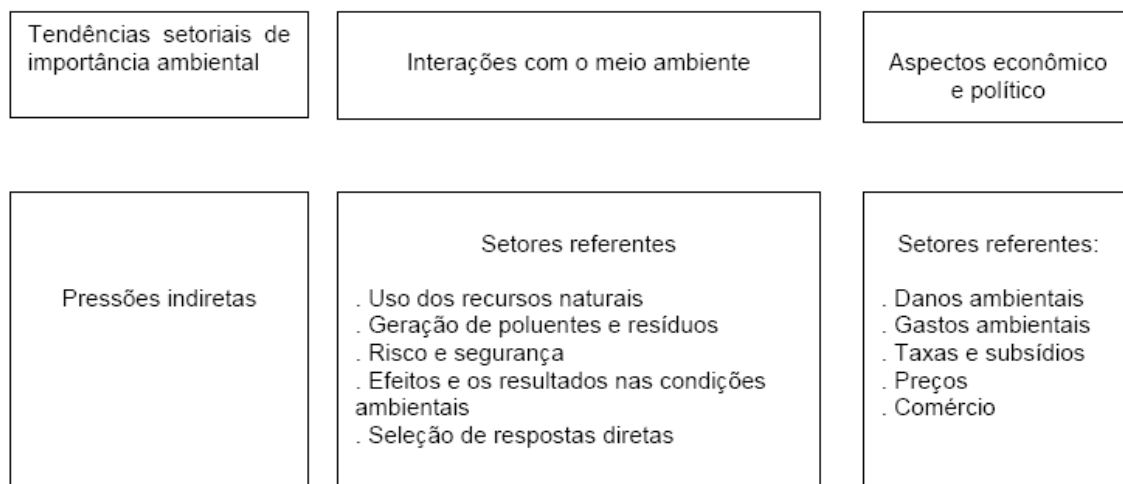 Tendências setoriais de
importância ambiental
Interações com o meio ambiente
Aspectos econômico
e político
Pressões indiretas
Setores referentes
. Uso dos recursos naturais
. Geração de poluentes e resíduos
. Risco e segurança
. Efeitos e os resultados nas condições
ambientais
. Seleção de respostas diretas
Setores referentes:
. Danos ambientais
. Gastos ambientais
. Taxas e subsídios
. Preços
. Comércio